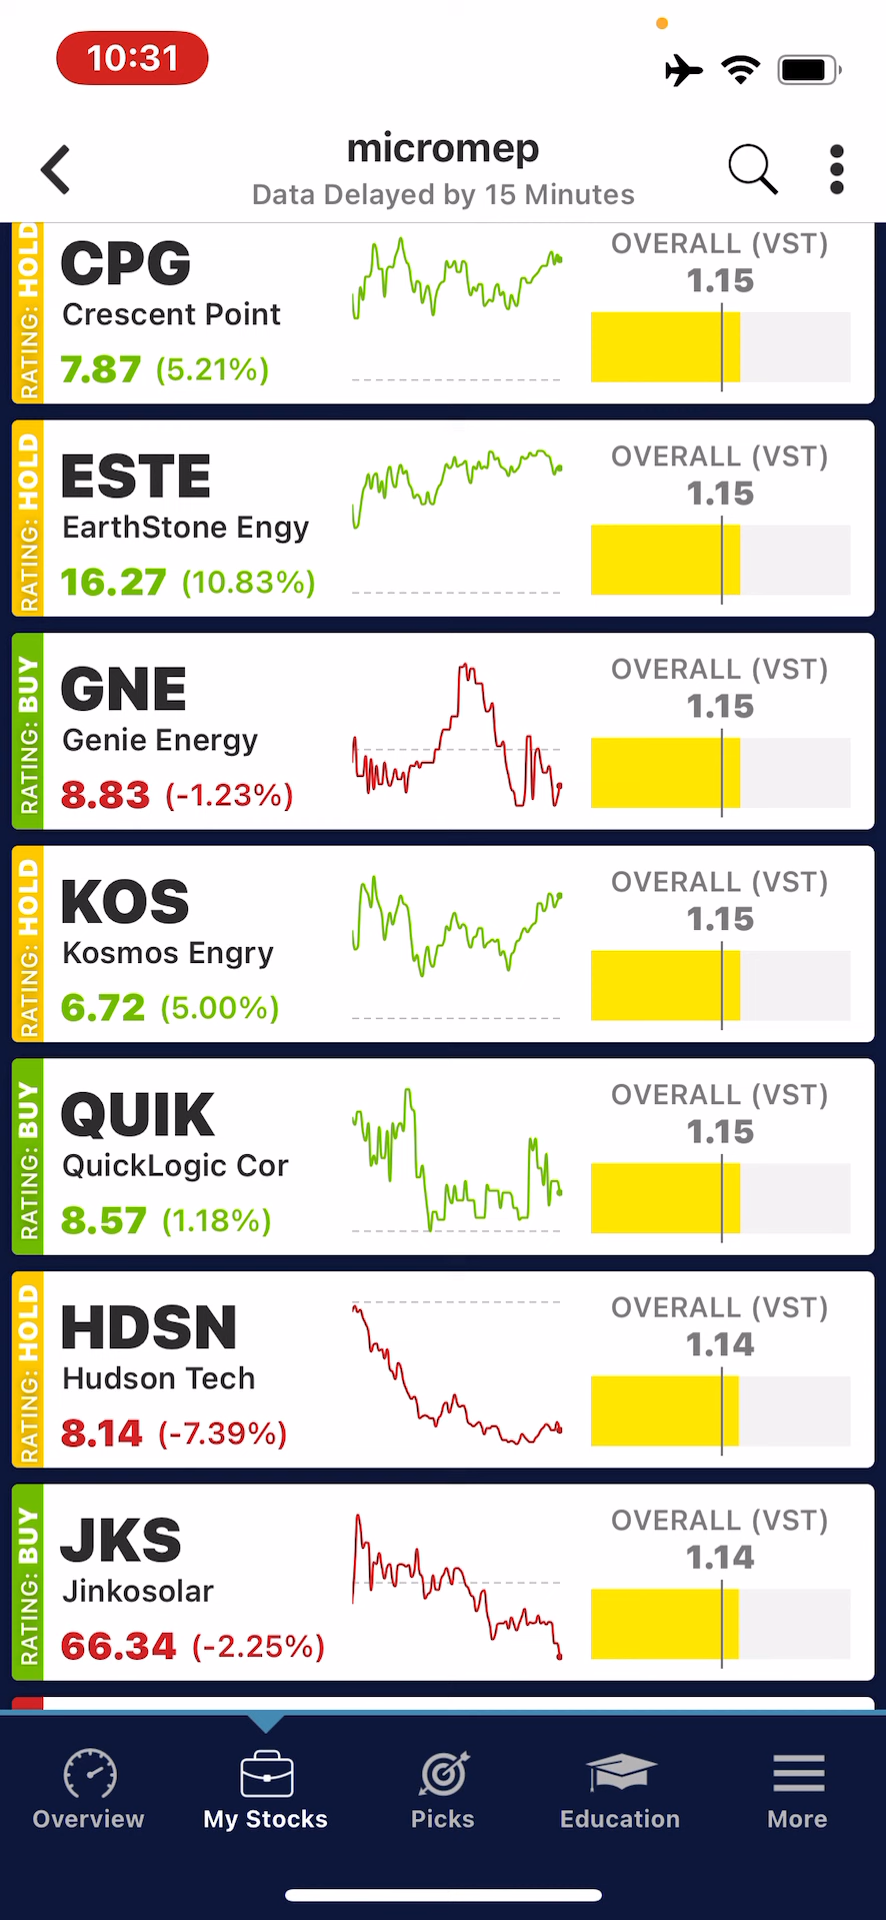 10:31
micromep
Data Delayed by 15 Minutes
RATING: HOLD
CPG
Crescent Point
7.87 (5.21%)
OVERALL (VST)
1.15
RATING: HOLD
ESTE
EarthStone Engy
16.27 (10.83%)
OVERALL (VST)
1.15
RATING: BUY
GNE
Genie Energy
8.83 (-1.23%)
OVERALL (VST)
1.15
RATING: HOLD
KOS
Kosmos Engry
6.72 (5.00%)
OVERALL (VST)
1.15
RATING: BUY
QUIK
QuickLogic Cor
8.57 (1.18%)
OVERALL (VST)
1.15
RATING: HOLD
HDSN
Hudson Tech
8.14 (-7.39%)
OVERALL (VST)
1.14
RATING: BUY
JKS
Jinkosolar
66.34 (-2.25%)
OVERALL (VST)
1.14
Overview
My Stocks
Picks
Education
More